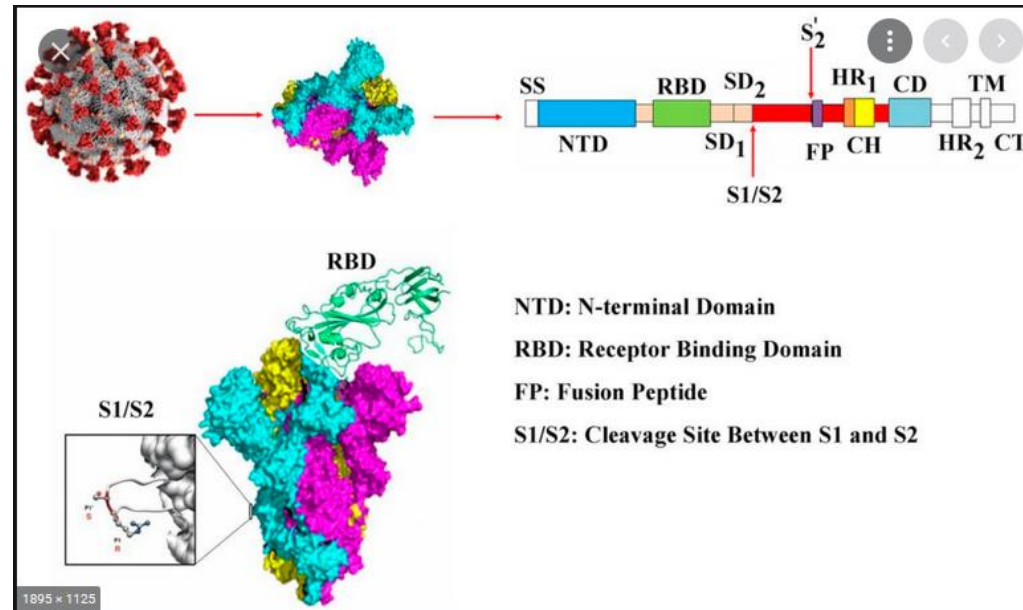 S'2
SS
RBD
SD2
HR1
CD
TM
NTD
SD1
FP
CH
HR2
CT
S1/S2
RBD
NTD: N-terminal Domain
RBD: Receptor Binding Domain
FP: Fusion Peptide
S1/S2: Cleavage Site Between S1 and S2
S1/S2
P1'
S
P1
R
1895 × 1125